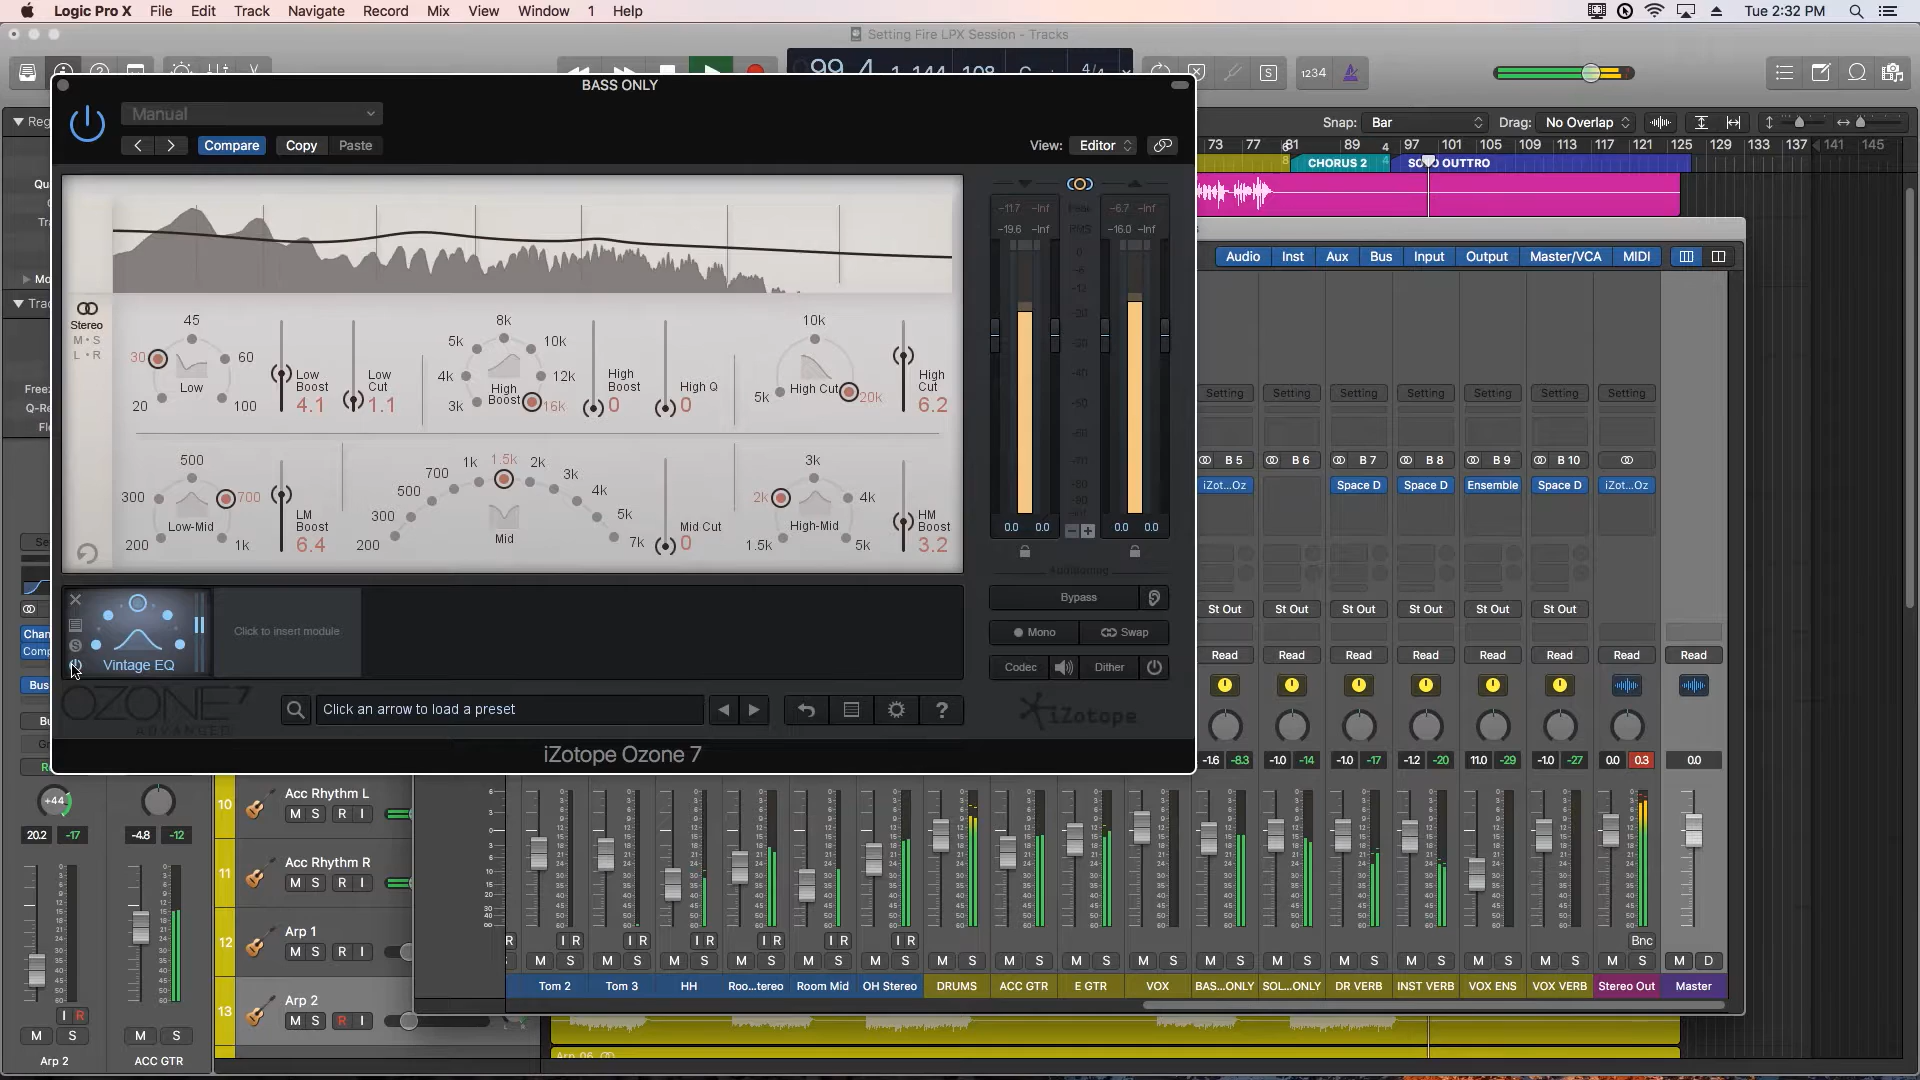 Logic Pro X File Edit Track Navigate Record Mix View Window 1 Help Tue 2:32 PM
Setting Fire LPX Session - Tracks
1234
BASS ONLY
Manual
Compare Copy Paste View: Editor
Snap: Bar Drag: No Overlap
73 77 81 89 97 101 105 109 113 117 121 125 129 133 137 141 145
CHORUS 2
Audio Inst Aux Bus Input Output Master/VCA MIDI
-11.7 -Inf Peak -6.7 -Inf
-19.6 -Inf RMS -16.0 -Inf
Stereo
M • S
L • R
45
30 60
Low
20 100
Low Boost 4.1
Low Cut 1.1
8k
5k 10k
4k 12k
High Boost
3k 16k
High Boost 0
High Q 0
10k
High Cut
5k 20k
High Cut 6.2
500
300 700
Low-Mid
200 1k
LM Boost 6.4
1k 1.5k 2k
700 3k
500 4k
300 5k
200 Mid 7k
Mid Cut 0
3k
2k 4k
High-Mid
1.5k 5k
HM Boost 3.2
0.0 0.0 0.0 0.0
Auditioning
Bypass
Mono Swap
Codec Dither
Vintage EQ
Click to insert module
OZONE 7
ADVANCED
Click an arrow to load a preset
?
iZotope
iZotope Ozone 7
Setting Setting Setting Setting Setting Setting Setting
B 5 B 6 B 7 B 8 B 9 B 10
iZot...Oz Space D Space D Ensemble Space D iZot...Oz
St Out St Out St Out St Out St Out St Out
Read Read Read Read Read Read Read Read
-1.6 -8.3 -1.0 -14 -1.0 -17 -1.2 -20 11.0 -29 -1.0 -27 0.0 0.3 0.0
10 Acc Rhythm L
M S R I
11 Acc Rhythm R
M S R I
12 Arp 1
M S R I
13 Arp 2
M S R I
+44
20.2 -17 -4.8 -12
I R
M S M S
Arp 2 ACC GTR
I R I R I R I R I R I R Bnc
M S M S M S M S M S M S M S M S M S M S M S M S M S M S M S M S M S M D
Tom 2 Tom 3 HH Roo...tereo Room Mid OH Stereo DRUMS ACC GTR E GTR VOX BAS...ONLY SOL...ONLY DR VERB INST VERB VOX ENS VOX VERB Stereo Out Master